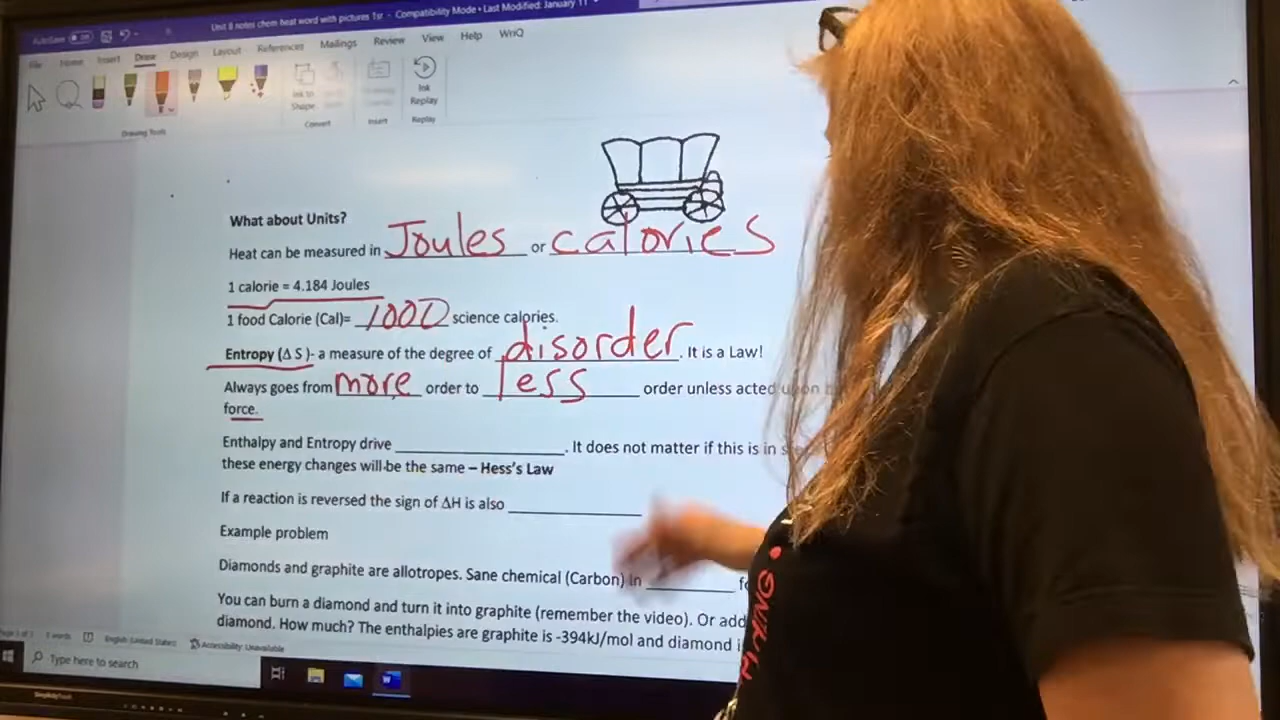 Unit 8 notes chem heat word with pictures 1sr - Compatibility Mode • Last Modified: January 11
AutoSave Off
File Home Insert Draw Design Layout References Mailings Review View Help WriQ
Ink to Shape
Ink Replay
Drawing Tools Convert Insert Replay
What about Units?
Heat can be measured in Joules or calories
1 calorie = 4.184 Joules
1 food Calorie (Cal)= 1000 science calories.
Entropy (Δ S)- a measure of the degree of disorder. It is a Law!
Always goes from more order to less order unless acted upon
force.
Enthalpy and Entropy drive ____________. It does not matter if this is in
these energy changes will be the same – Hess's Law
If a reaction is reversed the sign of ΔH is also ____________
Example problem
Diamonds and graphite are allotropes. Sane chemical (Carbon) in ________
You can burn a diamond and turn it into graphite (remember the video). Or add
diamond. How much? The enthalpies are graphite is -394kJ/mol and diamond
English (United States) Accessibility: Unavailable
Type here to search